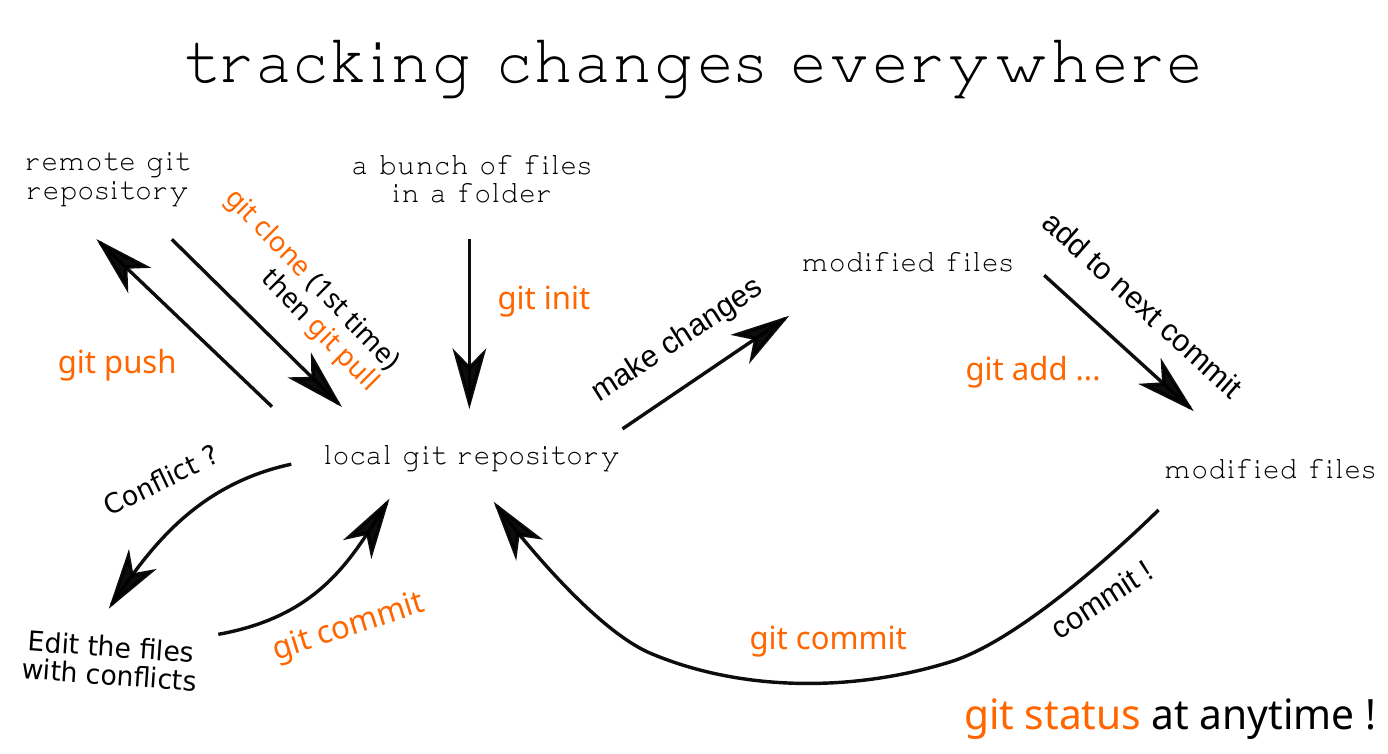 tracking changes everywhere
remote git
repository
a bunch of files
in a folder
git clone (1st time)
then git pull
git push
git init
make changes
modified files
add to next commit
git add ...
local git repository
modified files
Conflict ?
Edit the files
with conflicts
git commit
git commit
commit !
git status at anytime !